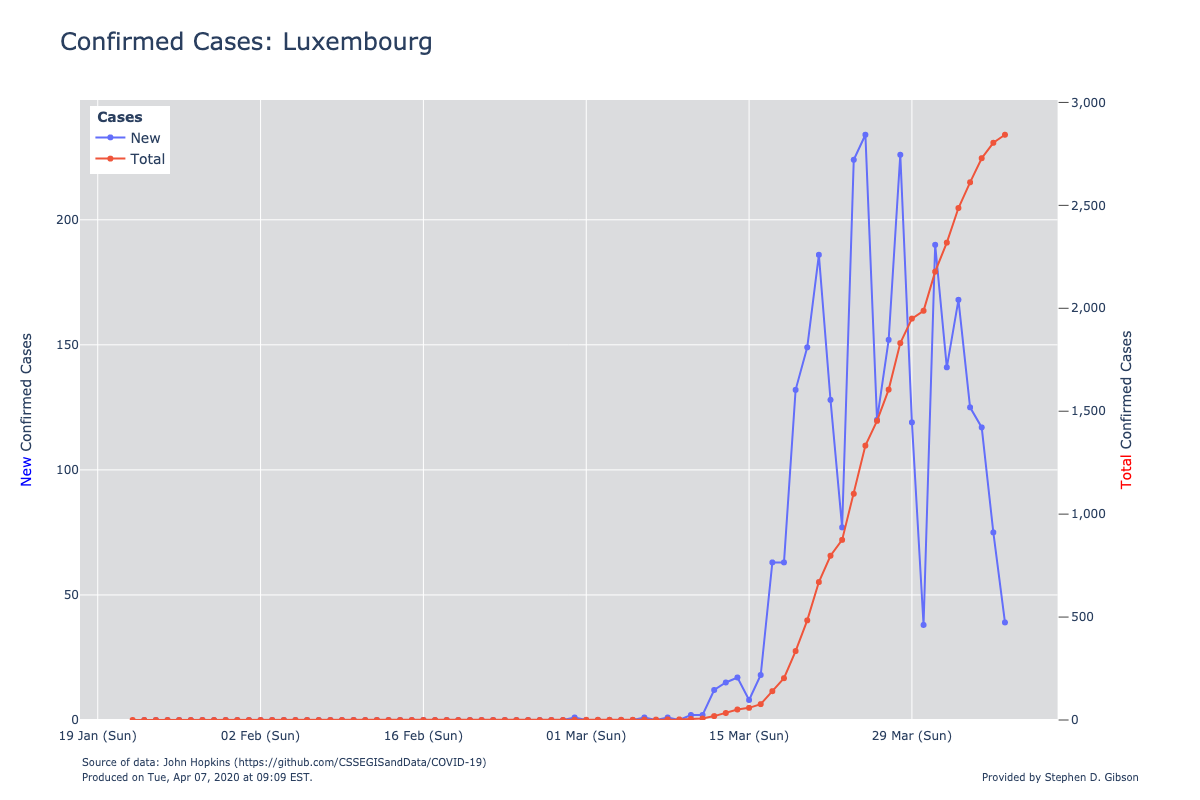 Confirmed Cases: Luxembourg
Cases
New
Total
3,000
2,500
2,000
1,500
1,000
500
0
200
150
100
50
0
New Confirmed Cases
Total Confirmed Cases
19 Jan (Sun) 02 Feb (Sun) 16 Feb (Sun) 01 Mar (Sun) 15 Mar (Sun) 29 Mar (Sun)
Source of data: John Hopkins (https://github.com/CSSEGISandData/COVID-19)
Produced on Tue, Apr 07, 2020 at 09:09 EST.
Provided by Stephen D. Gibson